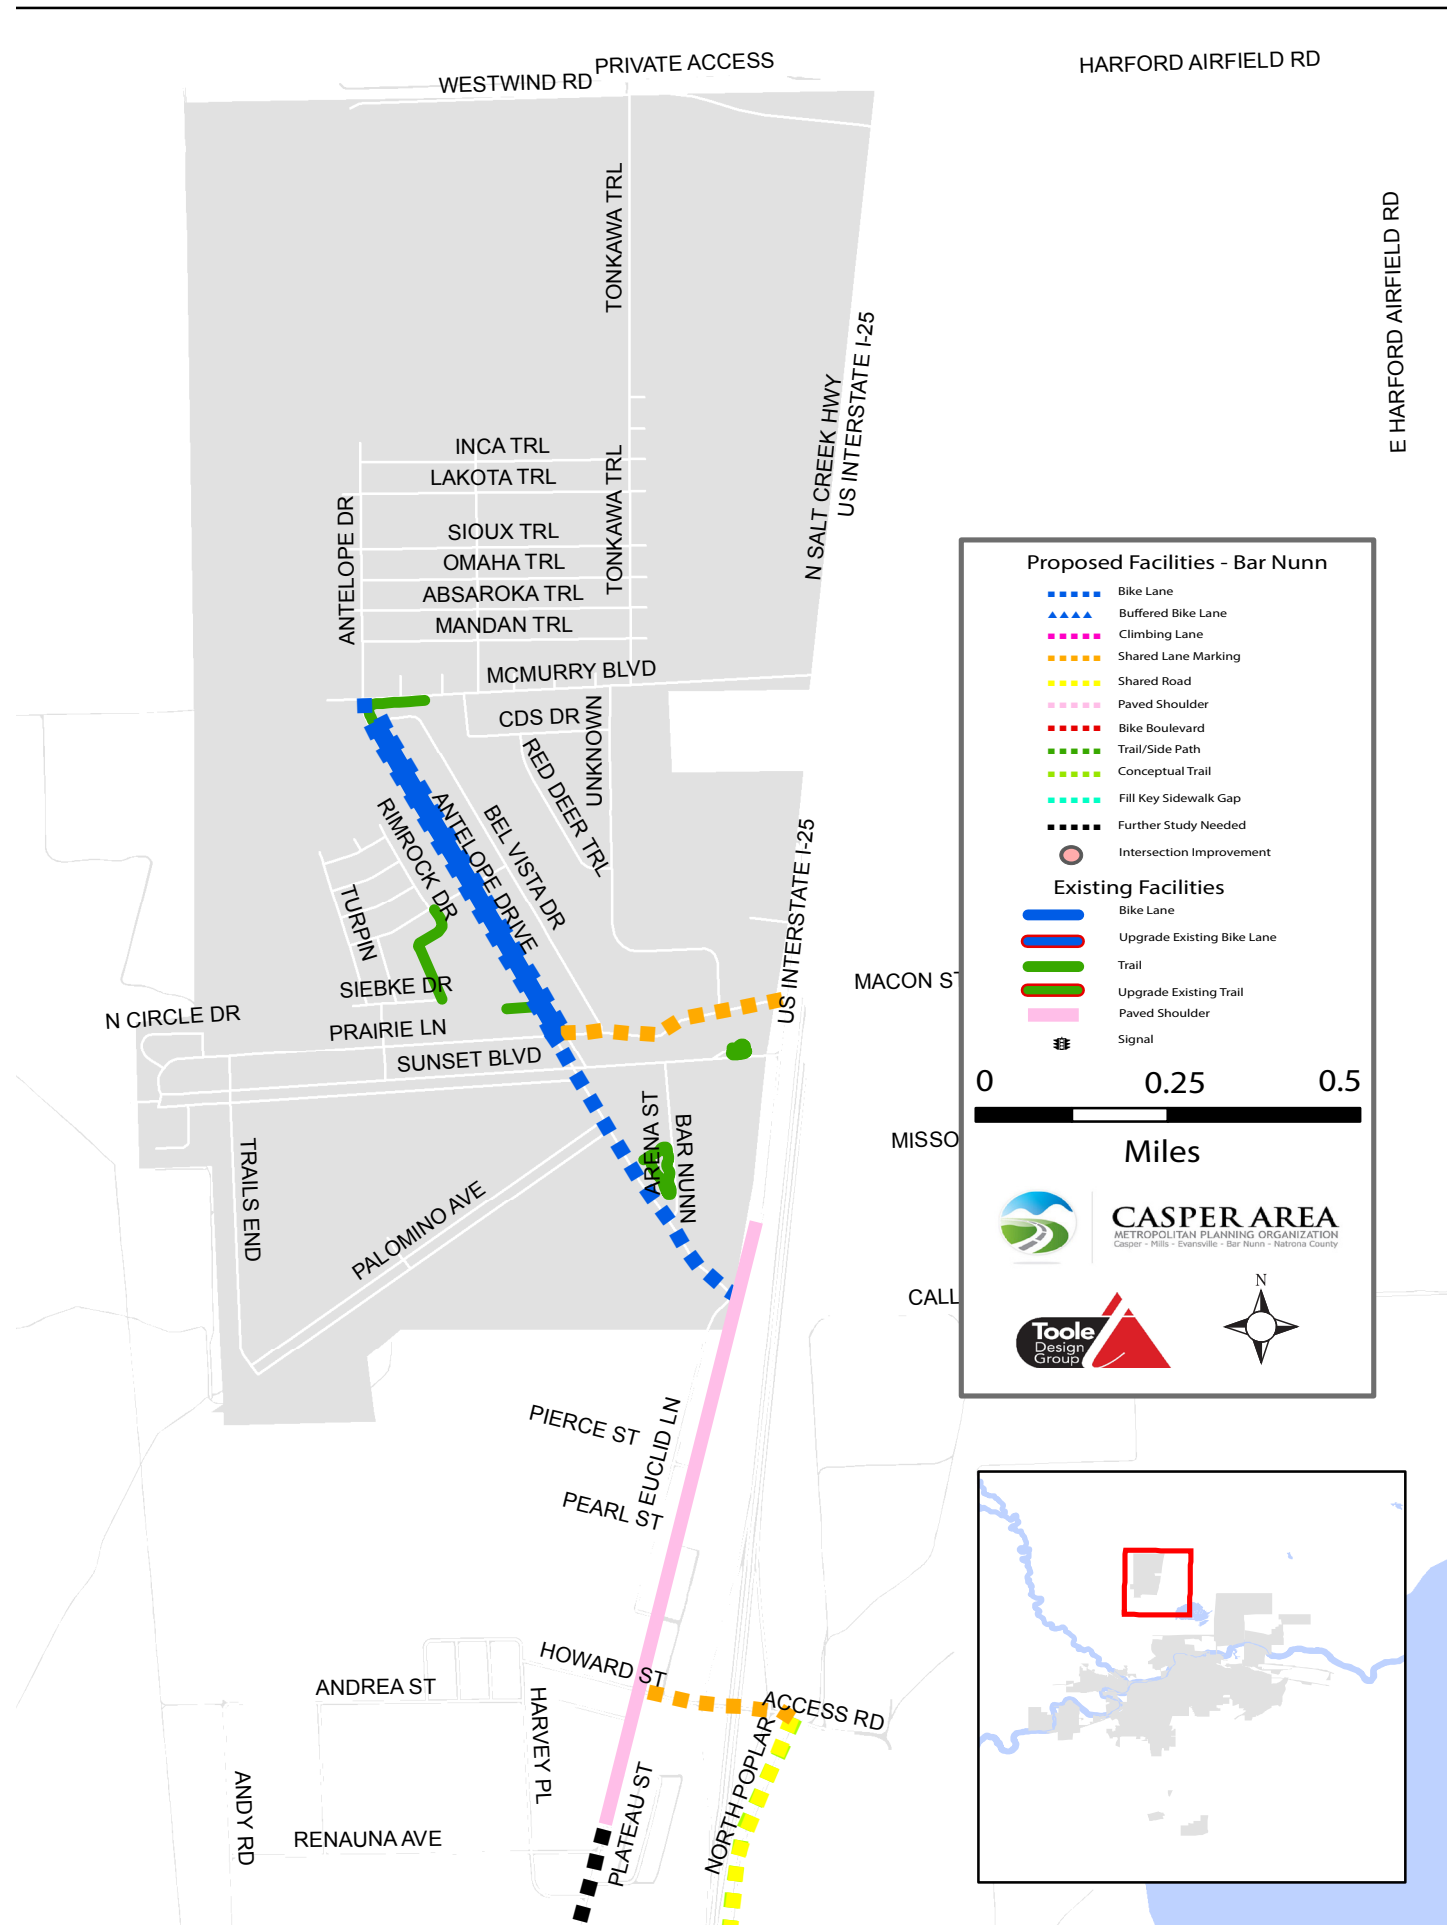 PRIVATE ACCESS
HARFORD AIRFIELD RD
WESTWIND RD
TONKAWA TRL
E HARFORD AIRFIELD RD
US INTERSTATE I-25
N SALT CREEK HWY
INCA TRL
LAKOTA TRL
TONKAWA TRL
ANTELOPE DR
SIOUX TRL
OMAHA TRL
ABSAROKA TRL
MANDAN TRL
MCMURRY BLVD
CDS DR
UNKNOWN
RED DEER TRL
ANTELOPE DRIVE
BEL VISTA DR
RIMROCK DR
TURPIN
US INTERSTATE I-25
SIEBKE DR
N CIRCLE DR
PRAIRIE LN
SUNSET BLVD
MACON ST
MISSO
CALL
ARENA ST
BAR NUNN
TRAILS END
PALOMINO AVE
PIERCE ST
EUCLID LN
PEARL ST
HOWARD ST
ANDREA ST
HARVEY PL
ACCESS RD
NORTH POPLAR
PLATEAU ST
ANDY RD
RENAUNA AVE
Proposed Facilities - Bar Nunn
Bike Lane
Buffered Bike Lane
Climbing Lane
Shared Lane Marking
Shared Road
Paved Shoulder
Bike Boulevard
Trail/Side Path
Conceptual Trail
Fill Key Sidewalk Gap
Further Study Needed
Intersection Improvement
Existing Facilities
Bike Lane
Upgrade Existing Bike Lane
Trail
Upgrade Existing Trail
Paved Shoulder
Signal
0 0.25 0.5
Miles
CASPER AREA
METROPOLITAN PLANNING ORGANIZATION
Casper - Mills - Evansville - Bar Nunn - Natrona County
Toole
Design
Group
N